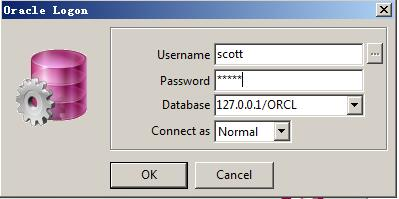 Oracle Logon
Username scott ...
Password *****
Database 127.0.0.1/ORCL
Connect as Normal
OK Cancel